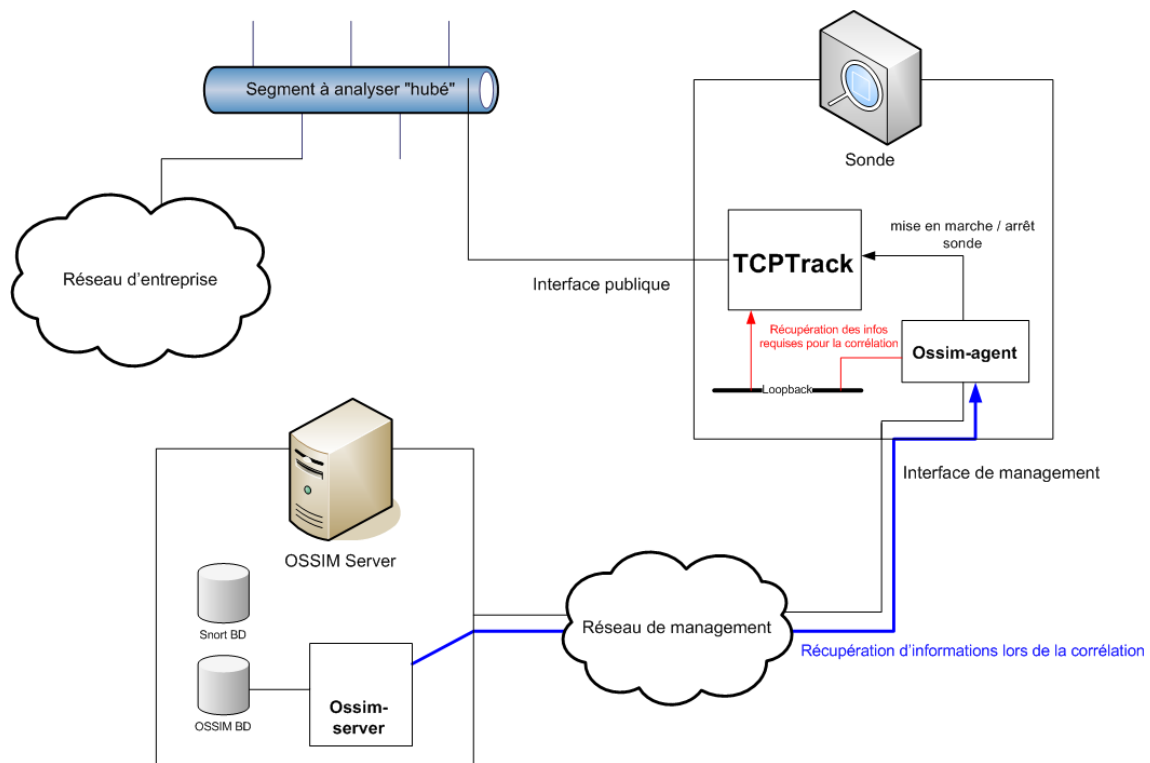 Segment à analyser "hubé"
Sonde
Réseau d'entreprise
mise en marche / arrêt
sonde
TCPTrack
Interface publique
Récupération des infos
requises pour la corrélation
Ossim-agent
Loopback
Interface de management
OSSIM Server
Snort BD
Réseau de management
Récupération d'informations lors de la corrélation
Ossim-
server
OSSIM BD